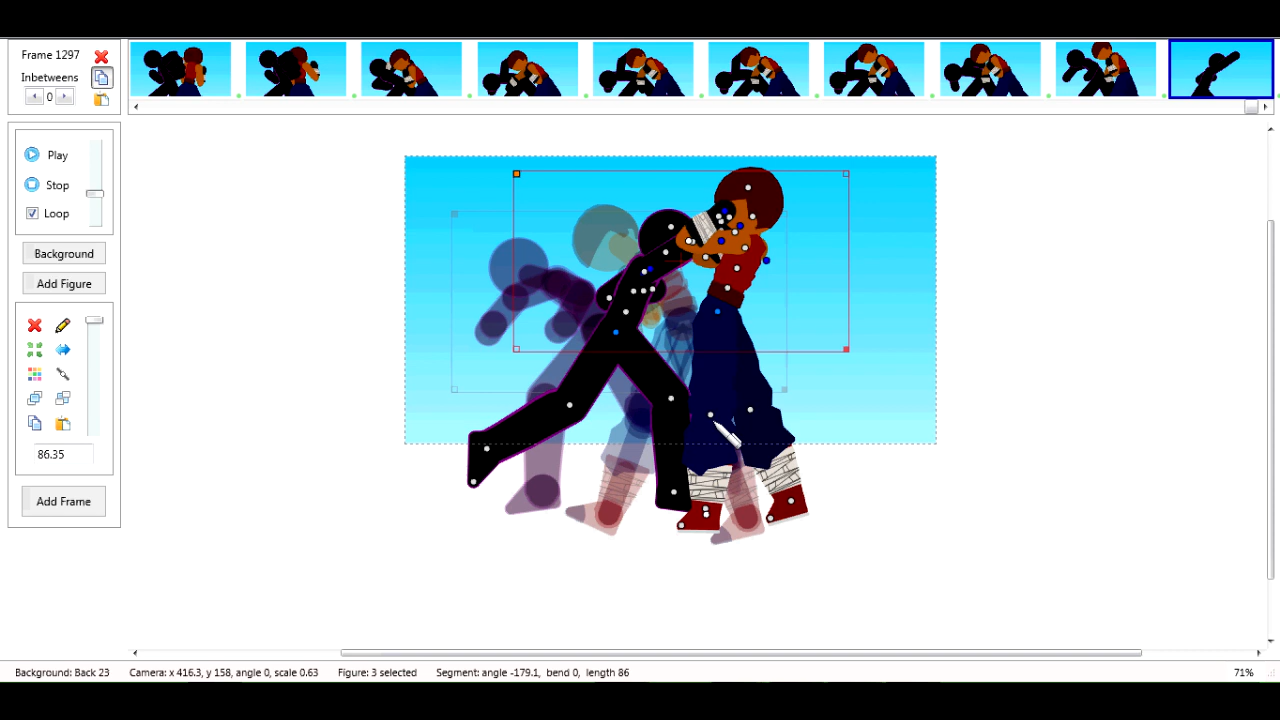 Frame 1297
Inbetweens
0
Play
Stop
Loop
Background
Add Figure
86.35
Add Frame
Background: Back 23 Camera: x 416.3, y 158, angle 0, scale 0.63 Figure: 3 selected Segment: angle -179.1, bend 0, length 86 71%